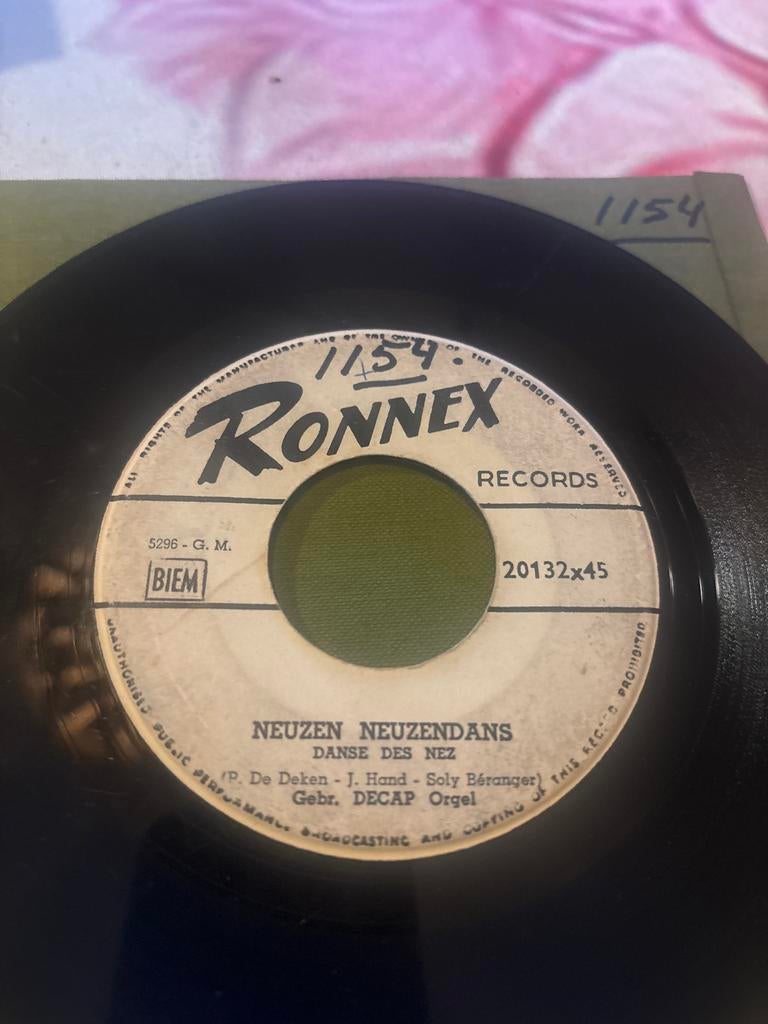 1154
ALL RIGHTS OF THE MANUFACTURER AND OF THE OWNER OF THE RECORDED WORK RESERVED
1154.
RONNEX
RECORDS
5296 - G. M.
BIEM
20132x45
NEUZEN NEUZENDANS
DANSE DES NEZ
(P. De Deken - J. Hand - Soly Béranger)
Gebr. DECAP Orgel
UNAUTHORISED PUBLIC PERFORMANCE BROADCASTING AND COPYING OF THIS RECORD PROHIBITED